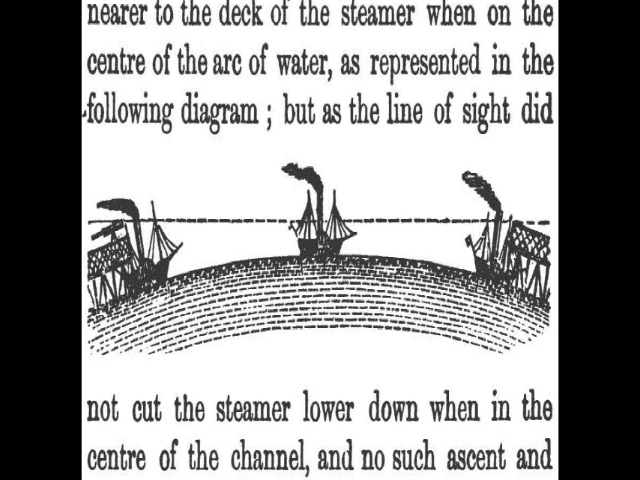 nearer to the deck of the steamer when on the
centre of the arc of water, as represented in the
following diagram ; but as the line of sight did
not cut the steamer lower down when in the
centre of the channel, and no such ascent and